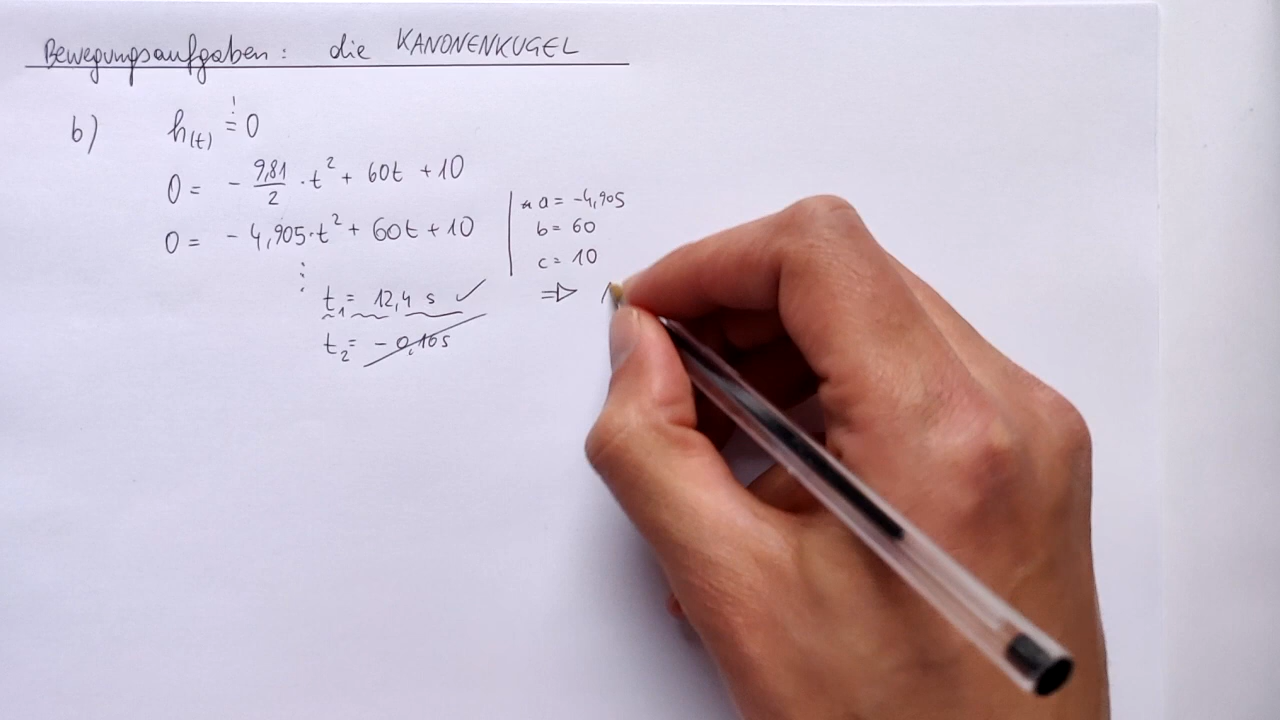 Bewegungsaufgaben: die KANONENKUGEL
b) h(t) = 0
0 = - 9,81/2 · t² + 60t + 10
0 = - 4,905·t² + 60t + 10
a = -4,905
b = 60
c = 10
t₁ = 12,4 s ✓
t₂ = - 0,16s
⇒